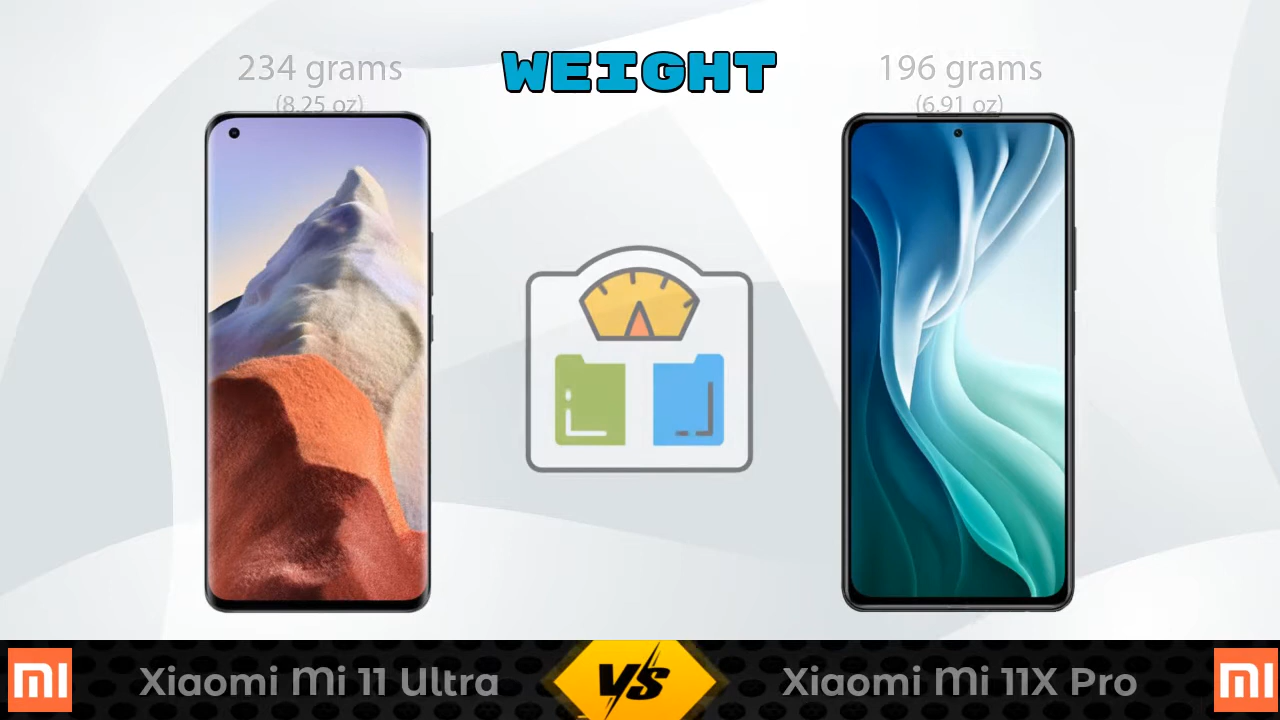 WEIGHT
234 grams
(8.25 oz)
196 grams
(6.91 oz)
mi
Xiaomi Mi 11 Ultra
VS
Xiaomi Mi 11X Pro
mi